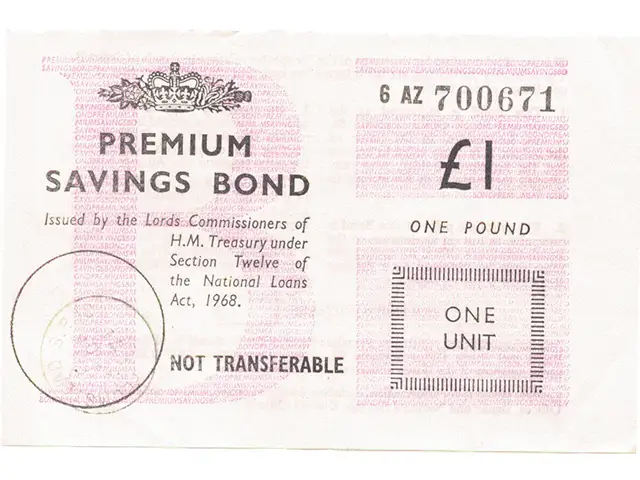 6 AZ 700671
PREMIUM
SAVINGS BOND
£1
Issued by the Lords Commissioners of
H.M. Treasury under
Section Twelve of
the National Loans
Act, 1968.
ONE POUND
ONE
UNIT
NOT TRANSFERABLE